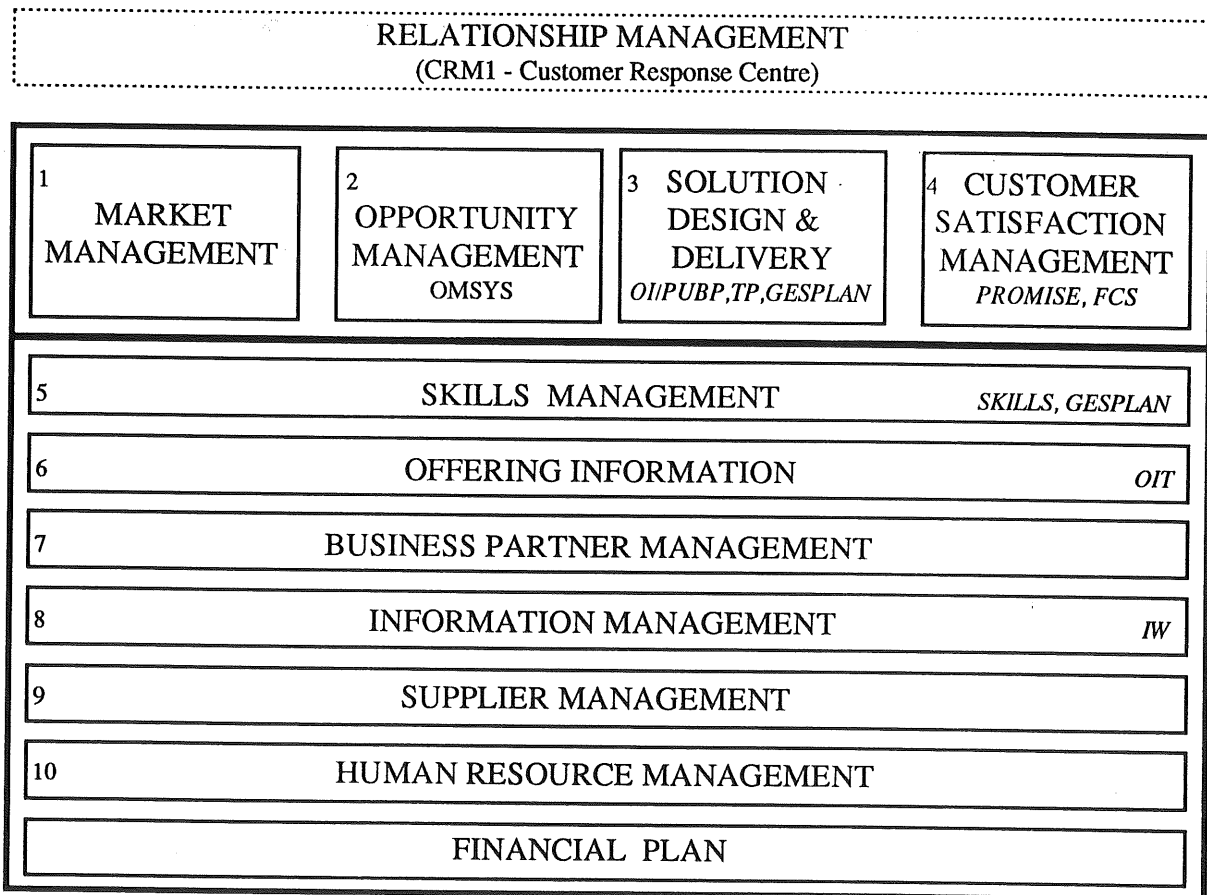 RELATIONSHIP MANAGEMENT
(CRM1 - Customer Response Centre)
1
MARKET
MANAGEMENT
2
OPPORTUNITY
MANAGEMENT
OMSYS
3 SOLUTION
DESIGN &
DELIVERY
OI/PUBP,TP,GESPLAN
4 CUSTOMER
SATISFACTION
MANAGEMENT
PROMISE, FCS
5 SKILLS MANAGEMENT SKILLS, GESPLAN
6 OFFERING INFORMATION OIT
7 BUSINESS PARTNER MANAGEMENT
8 INFORMATION MANAGEMENT IW
9 SUPPLIER MANAGEMENT
10 HUMAN RESOURCE MANAGEMENT
FINANCIAL PLAN